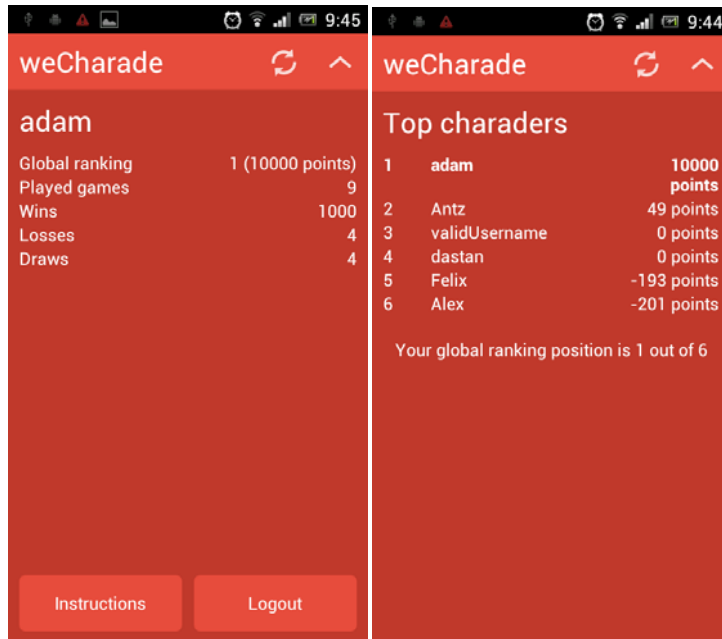 9:45
weCharade
adam
Global ranking 1 (10000 points)
Played games 9
Wins 1000
Losses 4
Draws 4
Instructions Logout
9:44
weCharade
Top charaders
1 adam 10000
points
2 Antz 49 points
3 validUsername 0 points
4 dastan 0 points
5 Felix -193 points
6 Alex -201 points
Your global ranking position is 1 out of 6